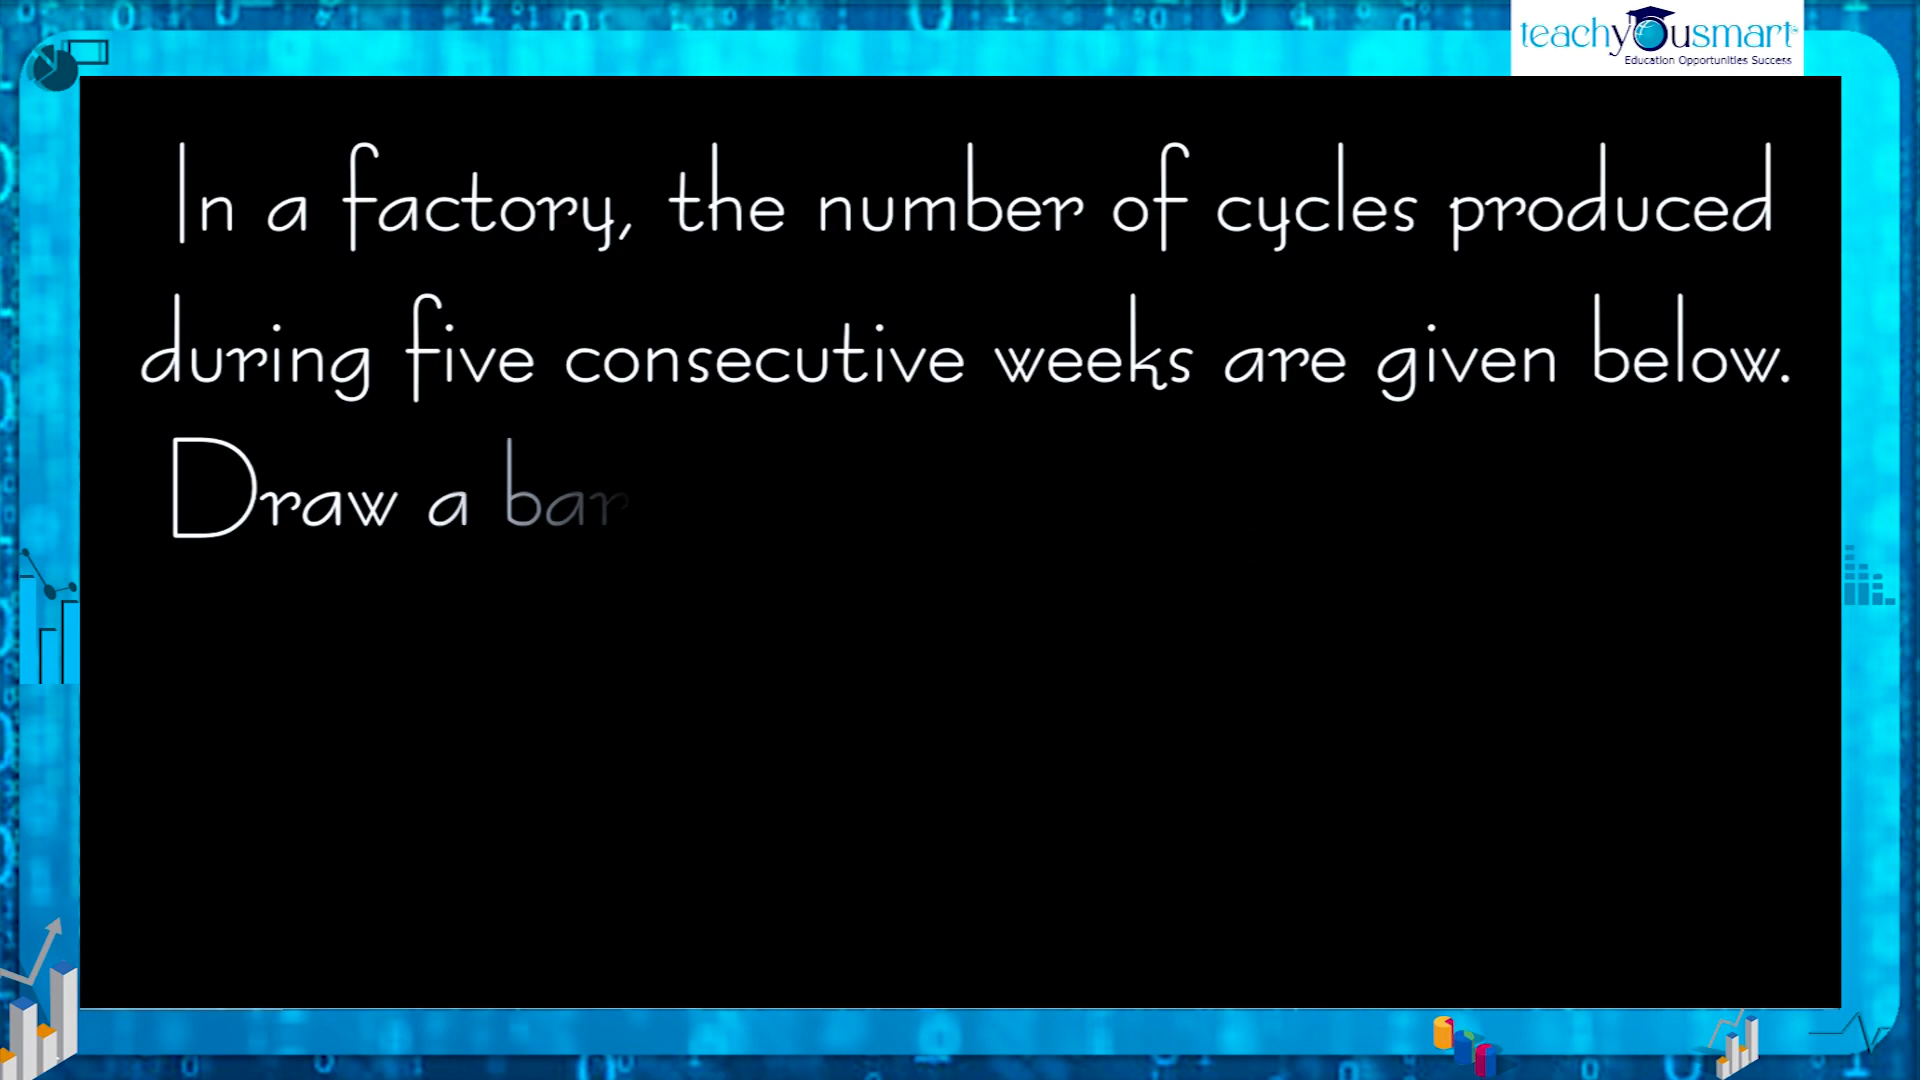 teachyousmart
Education Opportunities Success
In a factory, the number of cycles produced
during five consecutive weeks are given below.
Draw a bar